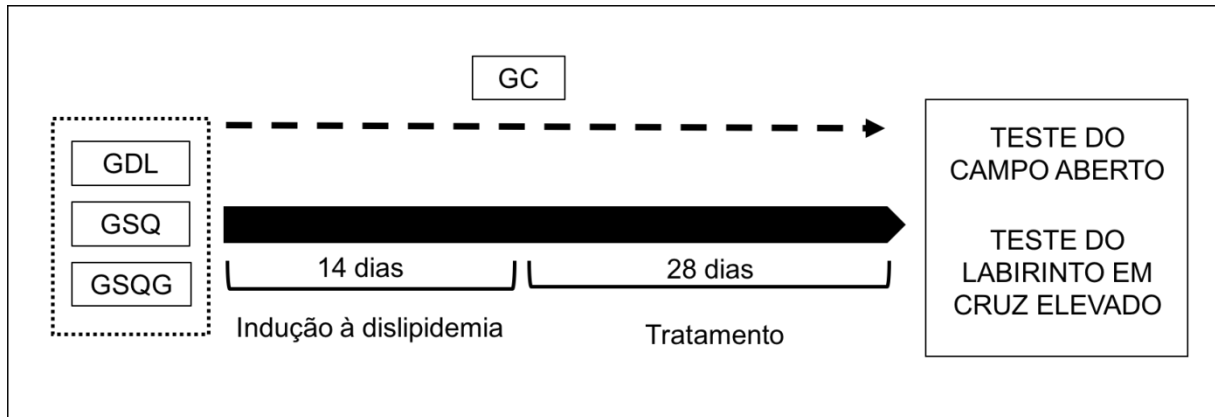 GC
GDL
GSQ
GSQG
14 dias
28 dias
Indução à dislipidemia
Tratamento
TESTE DO
CAMPO ABERTO
TESTE DO
LABIRINTO EM
CRUZ ELEVADO